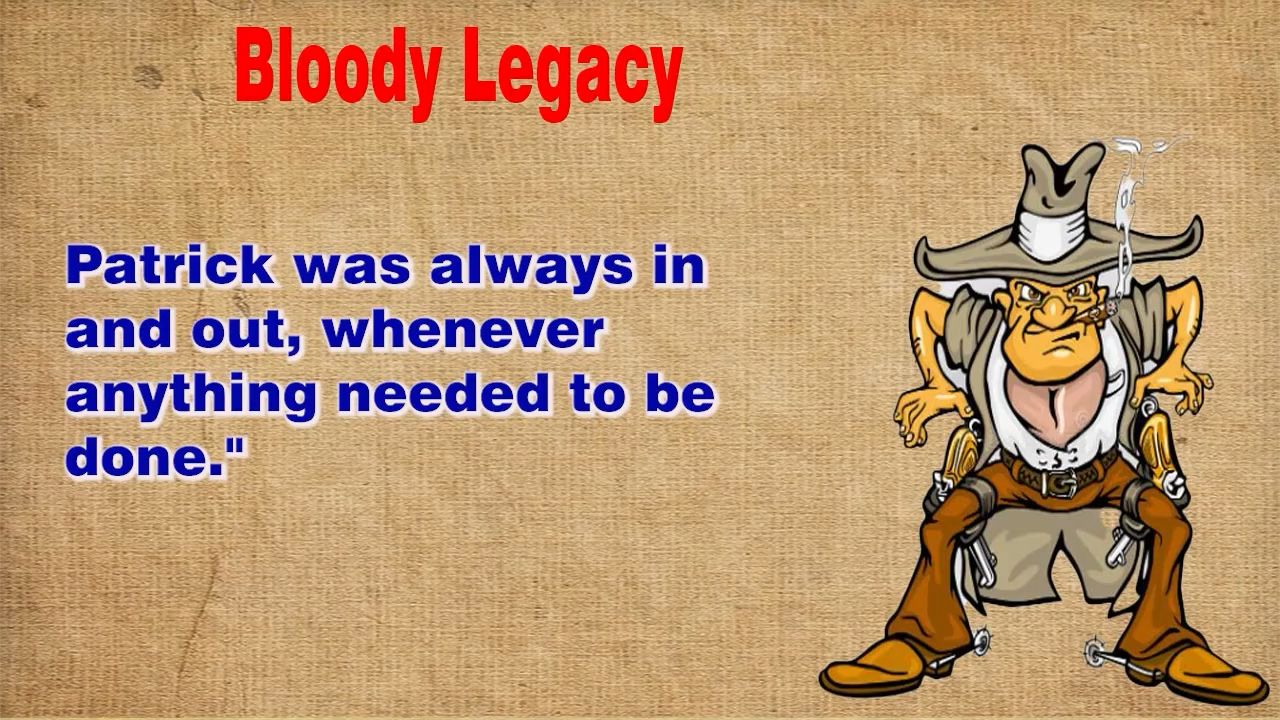 Bloody Legacy
Patrick was always in
and out, whenever
anything needed to be
done."